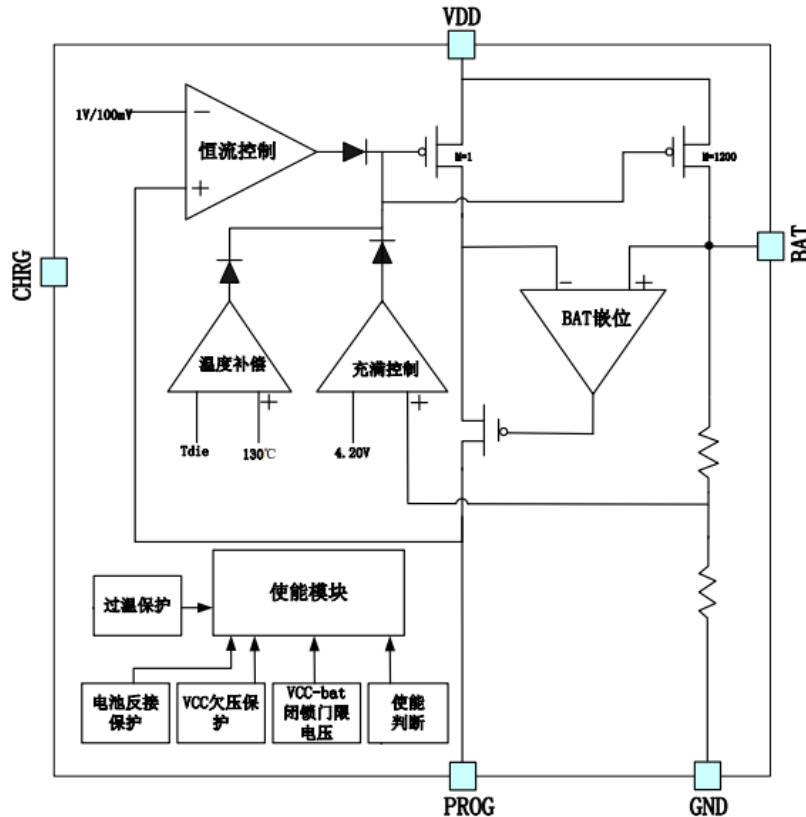 VDD
1V/100mV
−
+
恒流控制
M=1
M=1200
CHRG
BAT
−
+
BAT嵌位
温度补偿
+
充满控制
+
Tdie
130℃
4.20V
使能模块
过温保护
电池反接
保护
VCC欠压保
护
VCC-bat
闭锁门限
电压
使能
判断
PROG
GND